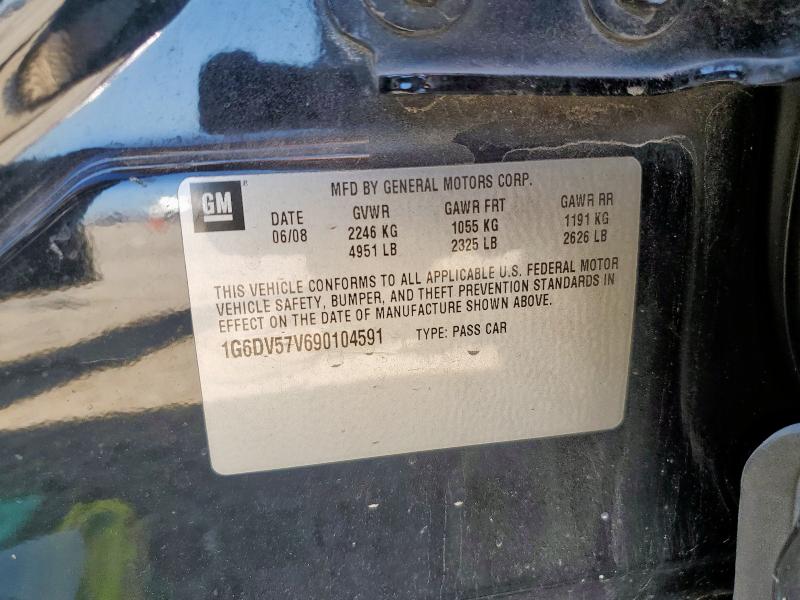 GM
®
MFD BY GENERAL MOTORS CORP.
DATE GVWR GAWR FRT GAWR RR
06/08 2246 KG 1055 KG 1191 KG
4951 LB 2325 LB 2626 LB
THIS VEHICLE CONFORMS TO ALL APPLICABLE U.S. FEDERAL MOTOR
VEHICLE SAFETY, BUMPER, AND THEFT PREVENTION STANDARDS IN
EFFECT ON THE DATE OF MANUFACTURE SHOWN ABOVE.
1G6DV57V690104591 TYPE: PASS CAR